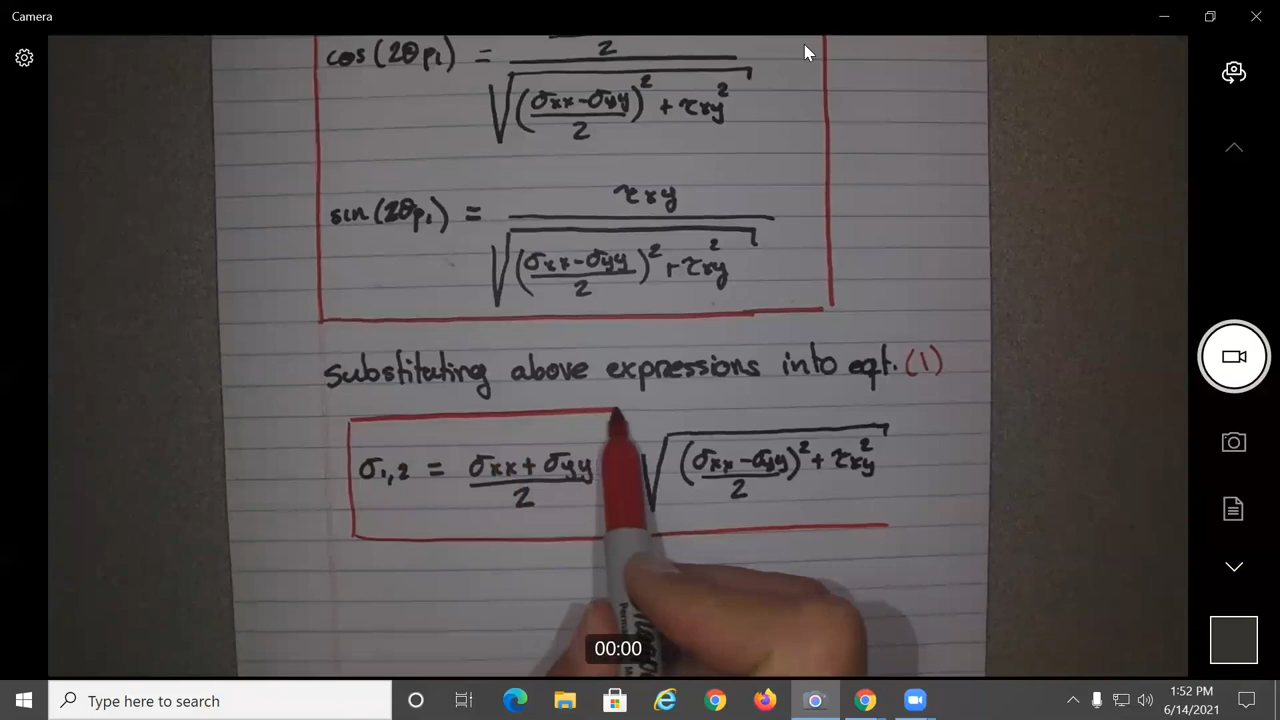 Camera
cos(2θp₁) = 2 / √((σxx-σyy)/2)² + τxy²
sin(2θp₁) = τxy / √((σxx-σyy)/2)² + τxy²
substitating above expressions into eqt. (1)
σ₁,₂ = (σxx + σyy)/2 √((σxx-σyy)/2)² + τxy²
00:00
Type here to search
1:52 PM
6/14/2021